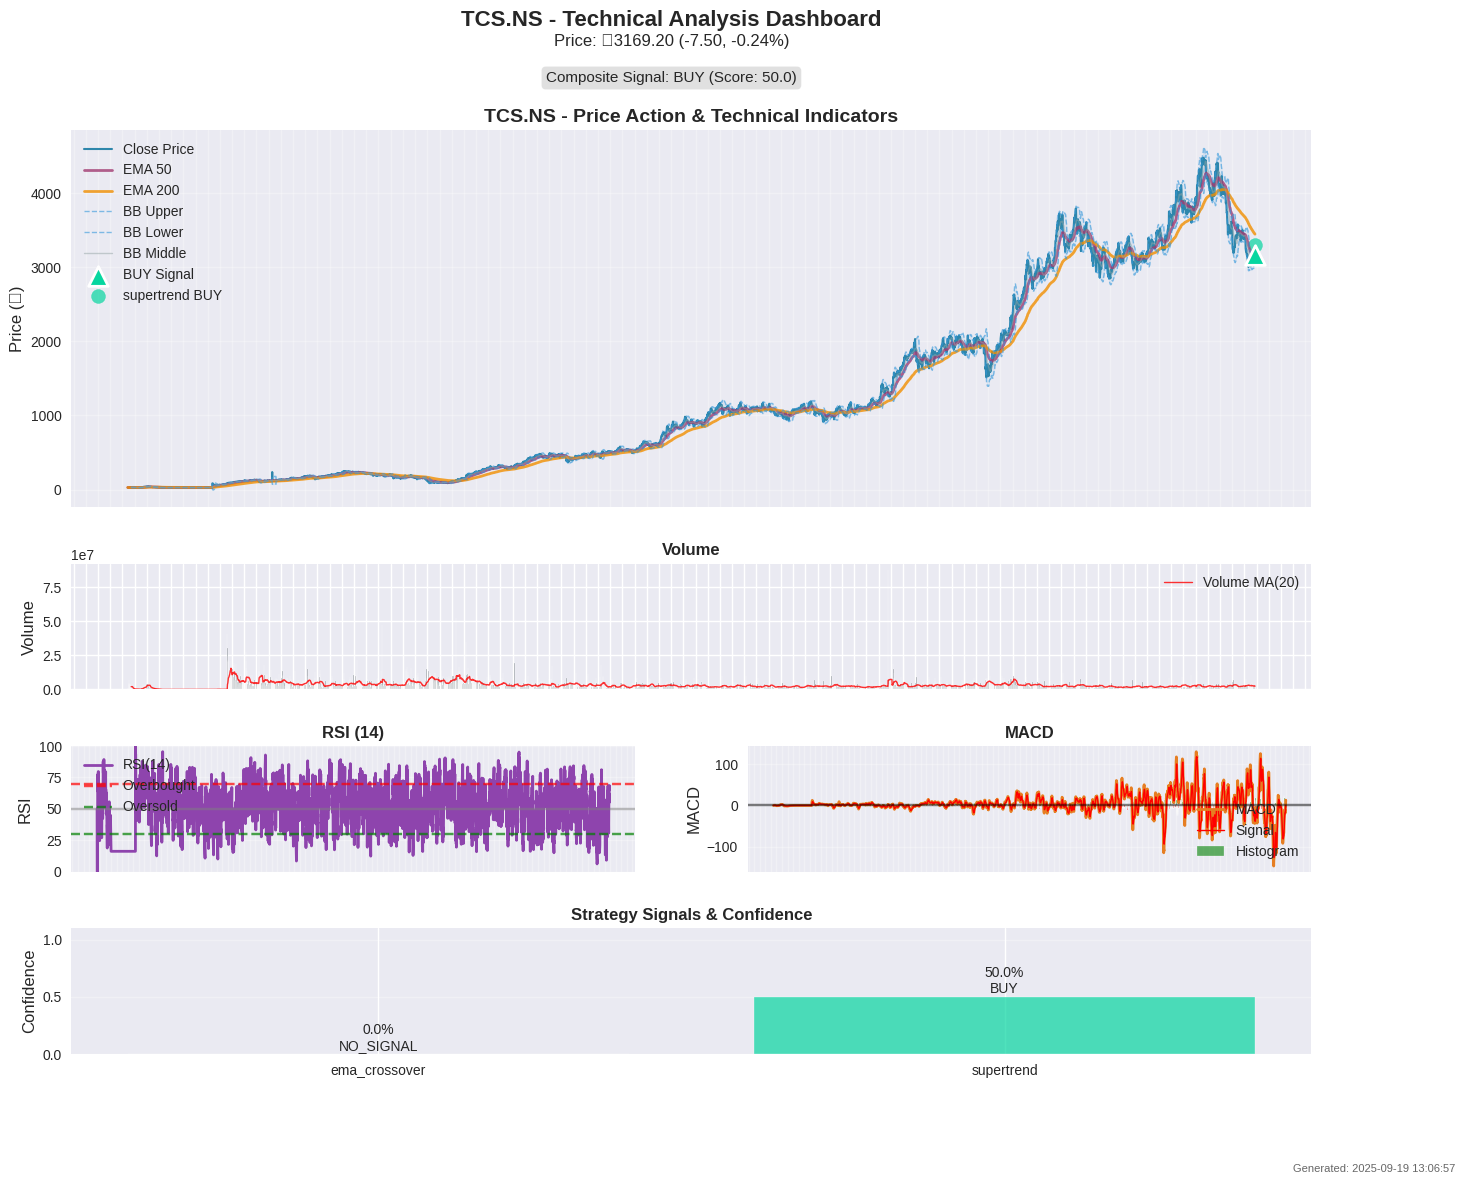 TCS.NS - Technical Analysis Dashboard
Price: ▯3169.20 (-7.50, -0.24%)
Composite Signal: BUY (Score: 50.0)
TCS.NS - Price Action & Technical Indicators
Close Price
EMA 50
EMA 200
BB Upper
BB Lower
BB Middle
BUY Signal
supertrend BUY
Price (▯)
4000
3000
2000
1000
0
Volume
1e7
Volume MA(20)
Volume
7.5
5.0
2.5
0.0
RSI (14)
RSI(14)
Overbought
Oversold
RSI
100
75
50
25
0
MACD
MACD
Signal
Histogram
MACD
100
0
−100
Strategy Signals & Confidence
Confidence
1.0
0.5
0.0
0.0%
NO_SIGNAL
50.0%
BUY
ema_crossover
supertrend
Generated: 2025-09-19 13:06:57